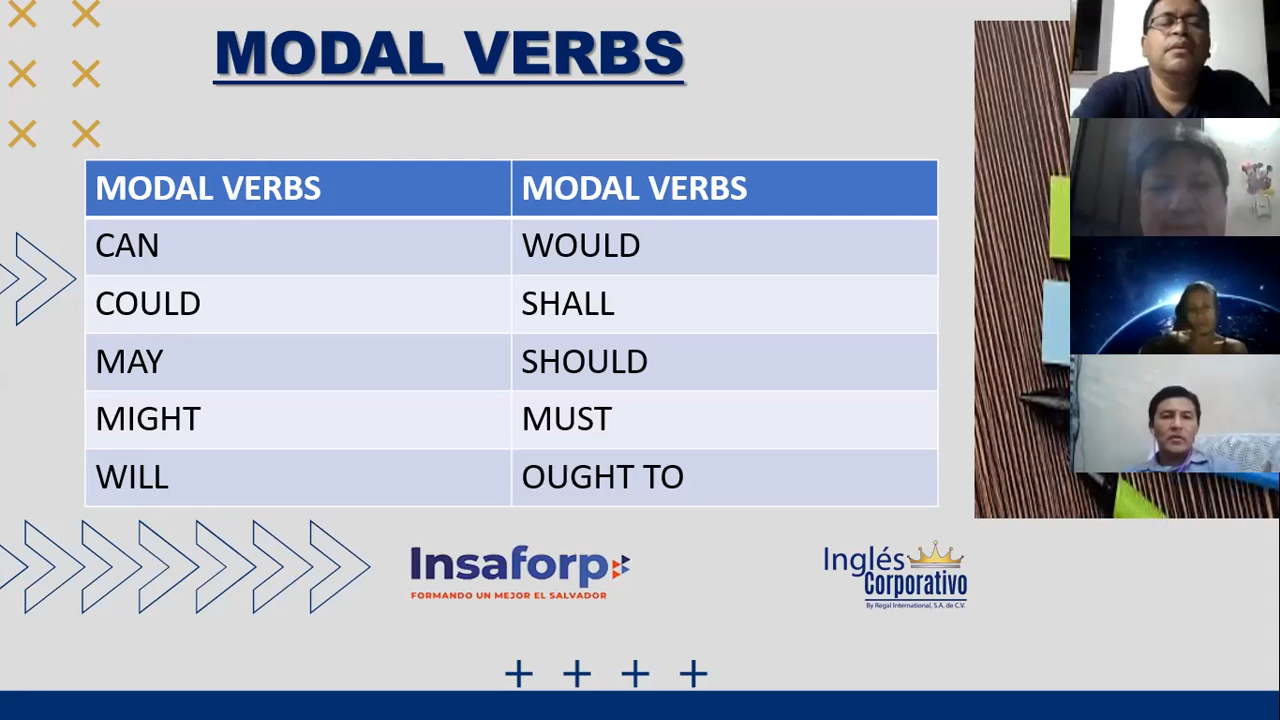 MODAL VERBS
MODAL VERBS MODAL VERBS
CAN WOULD
COULD SHALL
MAY SHOULD
MIGHT MUST
WILL OUGHT TO
Insaforp
FORMANDO UN MEJOR EL SALVADOR
Inglés
Corporativo
By Regal International, S.A. de C.V.